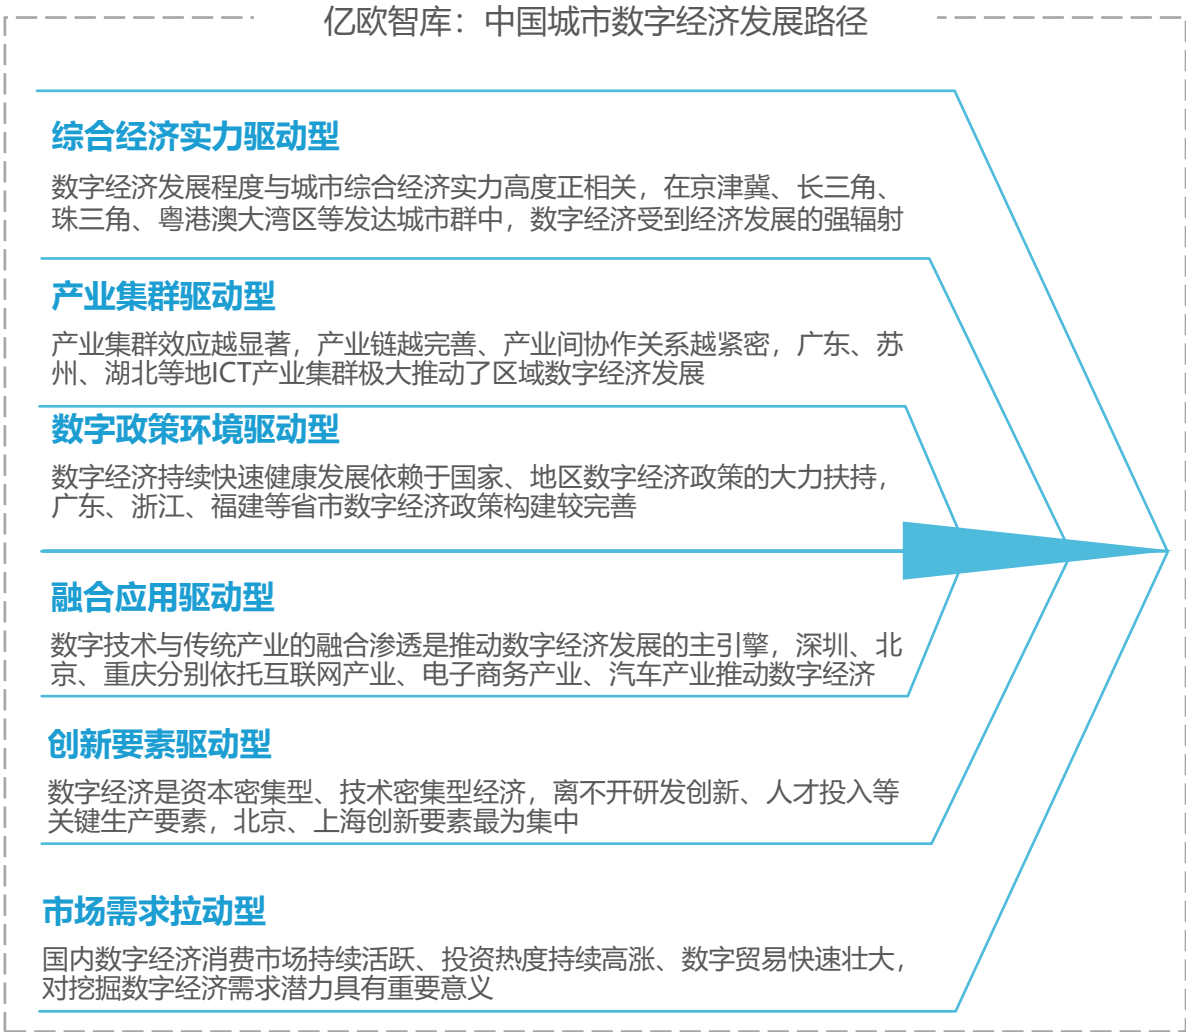 亿欧智库：中国城市数字经济发展路径
综合经济实力驱动型
数字经济发展程度与城市综合经济实力高度正相关，在京津冀、长三角、
珠三角、粤港澳大湾区等发达城市群中，数字经济受到经济发展的强辐射
产业集群驱动型
产业集群效应越显著，产业链越完善、产业间协作关系越紧密，广东、苏
州、湖北等地ICT产业集群极大推动了区域数字经济发展
数字政策环境驱动型
数字经济持续快速健康发展依赖于国家、地区数字经济政策的大力扶持，
广东、浙江、福建等省市数字经济政策构建较完善
融合应用驱动型
数字技术与传统产业的融合渗透是推动数字经济发展的主引擎，深圳、北
京、重庆分别依托互联网产业、电子商务产业、汽车产业推动数字经济
创新要素驱动型
数字经济是资本密集型、技术密集型经济，离不开研发创新、人才投入等
关键生产要素，北京、上海创新要素最为集中
市场需求拉动型
国内数字经济消费市场持续活跃、投资热度持续高涨、数字贸易快速壮大，
对挖掘数字经济需求潜力具有重要意义